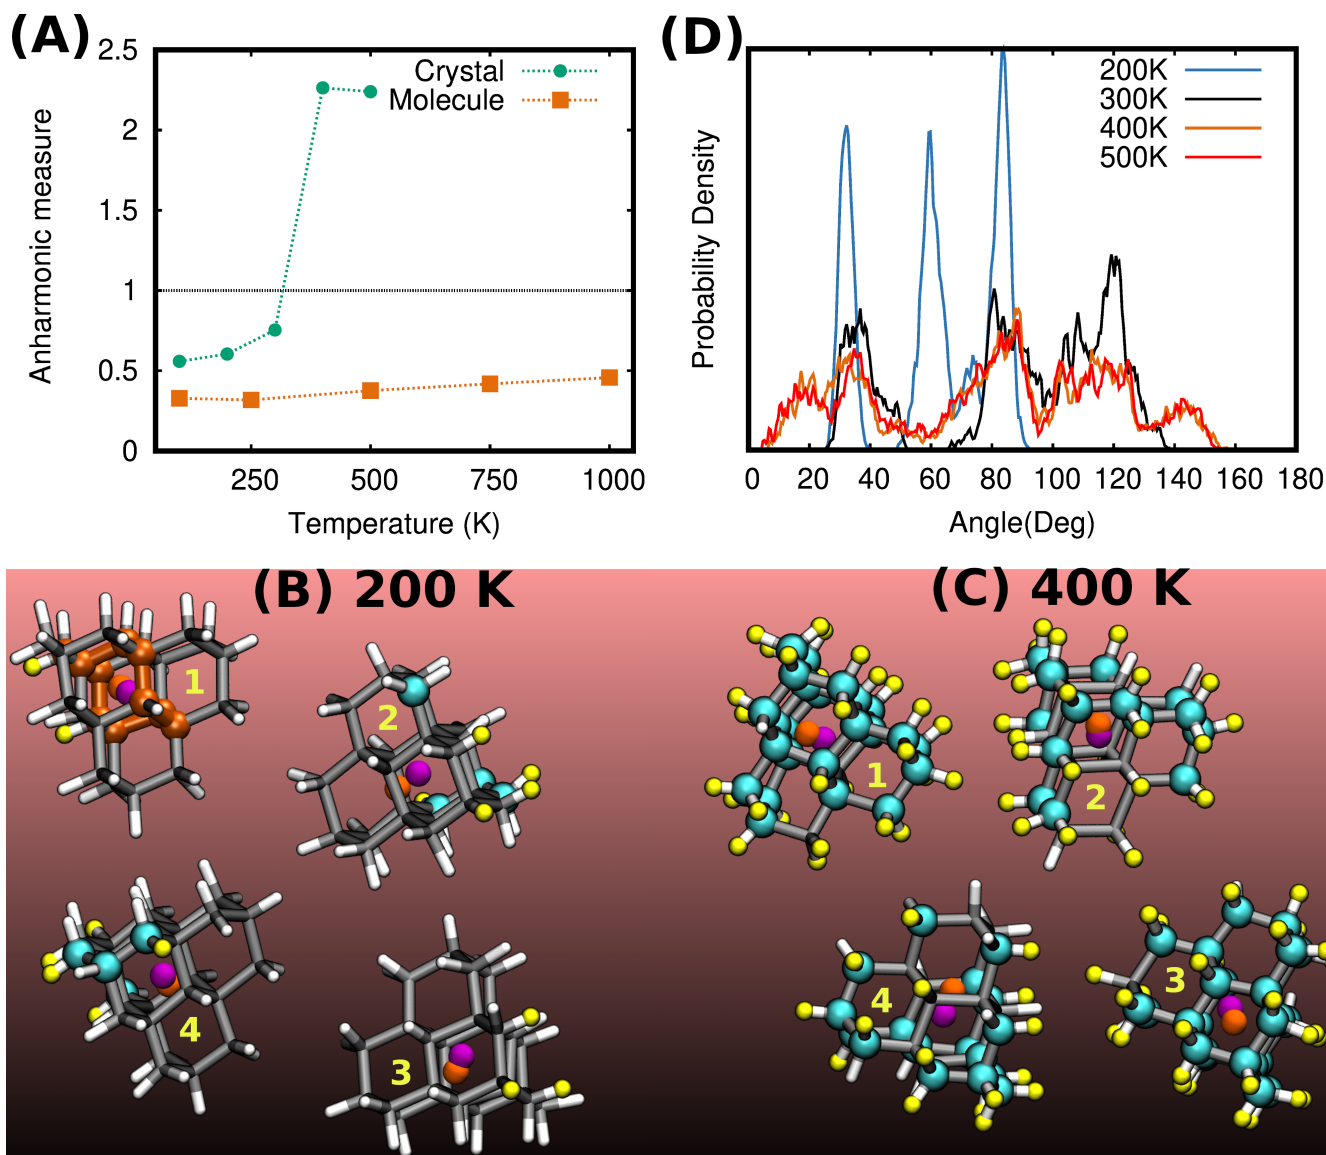 (A)
2.5
2
1.5
1
0.5
0
Anharmonic measure
Crystal
Molecule
250 500 750 1000
Temperature (K)
(D)
Probability Density
200K
300K
400K
500K
0 20 40 60 80 100 120 140 160 180
Angle(Deg)
(B) 200 K
1
2
4
3
(C) 400 K
1
2
4
3